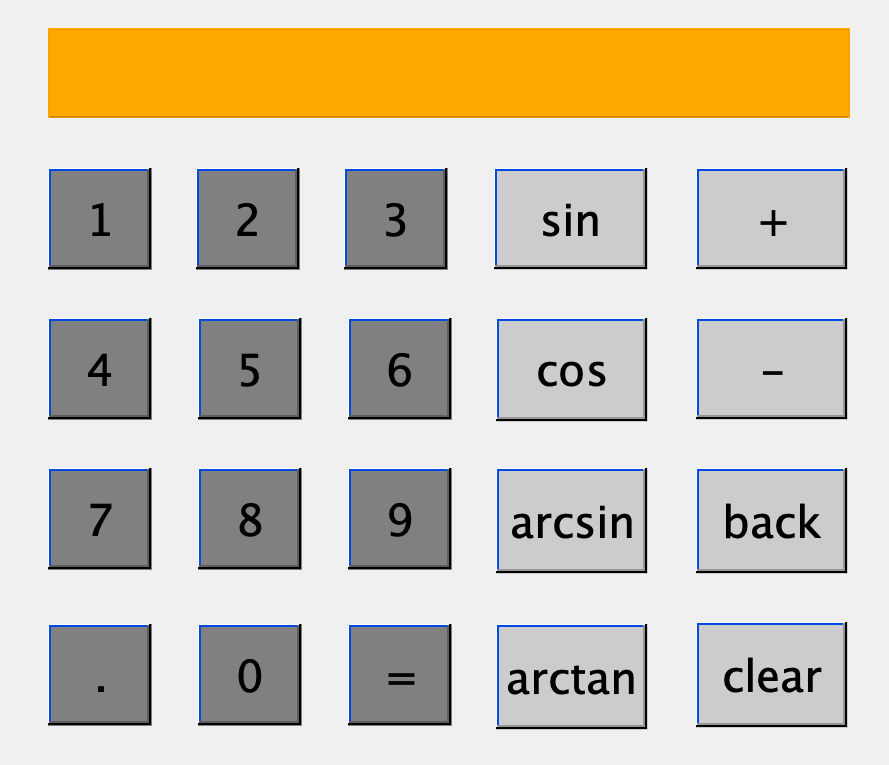 1 2 3 sin +
4 5 6 cos -
7 8 9 arcsin back
. 0 = arctan clear